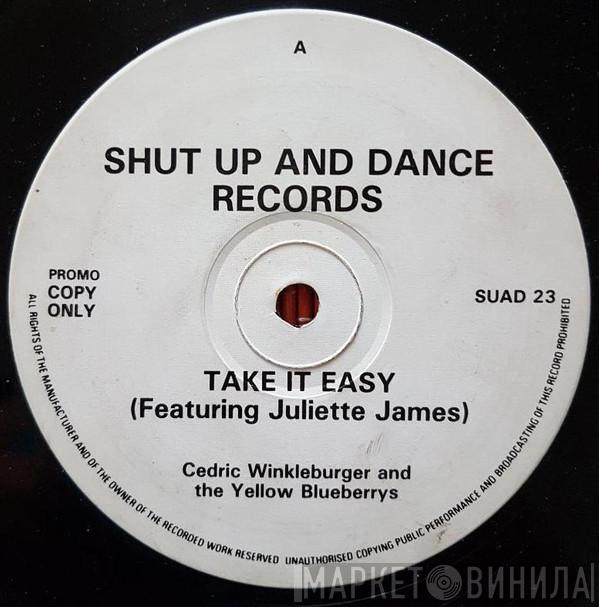 A
SHUT UP AND DANCE
RECORDS
PROMO
COPY
ONLY
SUAD 23
TAKE IT EASY
(Featuring Juliette James)
Cedric Winkleburger and
the Yellow Blueberrys
ALL RIGHTS OF THE MANUFACTURER AND OF THE OWNER OF THE RECORDED WORK RESERVED UNAUTHORISED COPYING PUBLIC PERFORMANCE AND BROADCASTING OF THIS RECORD PROHIBITED
МАРКЕТ ВИНИЛА